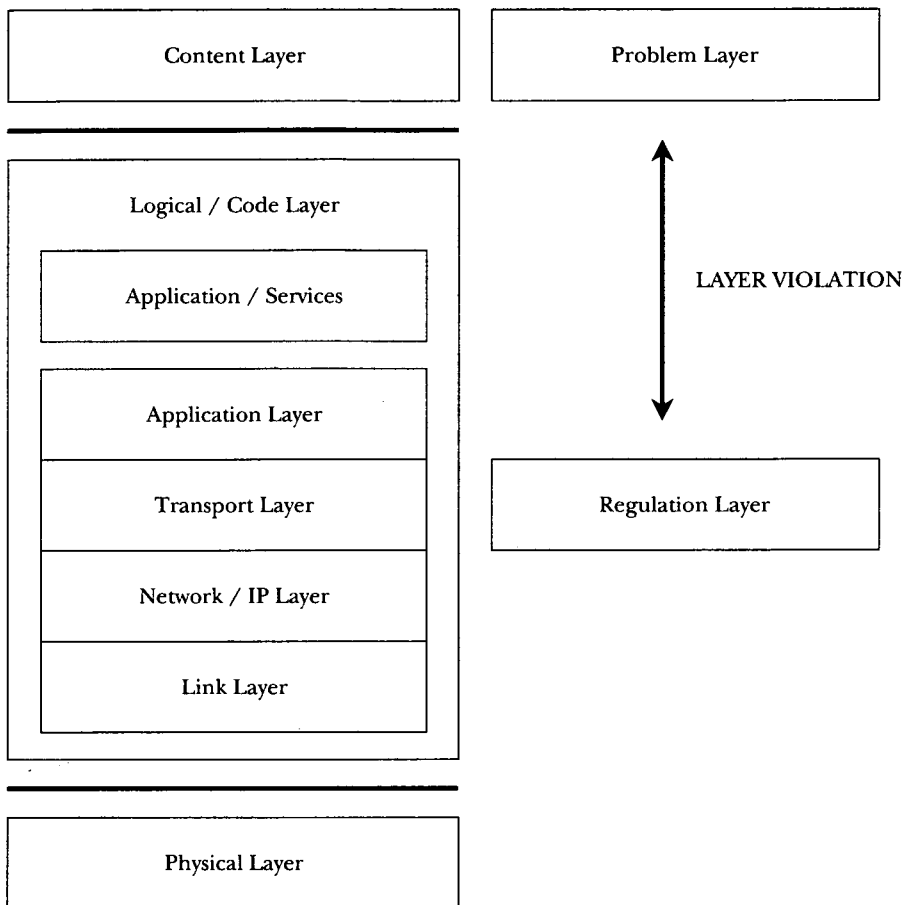 Content Layer
Problem Layer
Logical / Code Layer
Application / Services
LAYER VIOLATION
Application Layer
Transport Layer
Regulation Layer
Network / IP Layer
Link Layer
Physical Layer